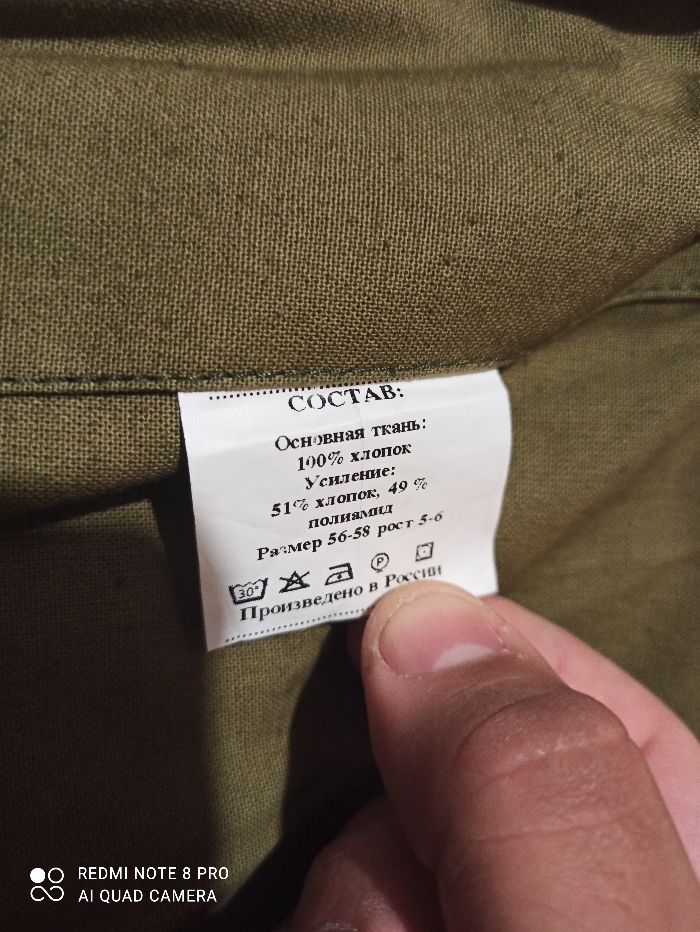 СОСТАВ:
Основная ткань:
100% хлопок
Усиление:
51% хлопок, 49 %
полиамид
Размер 56-58 рост 5-6
30°
P
Произведено в России
REDMI NOTE 8 PRO
AI QUAD CAMERA